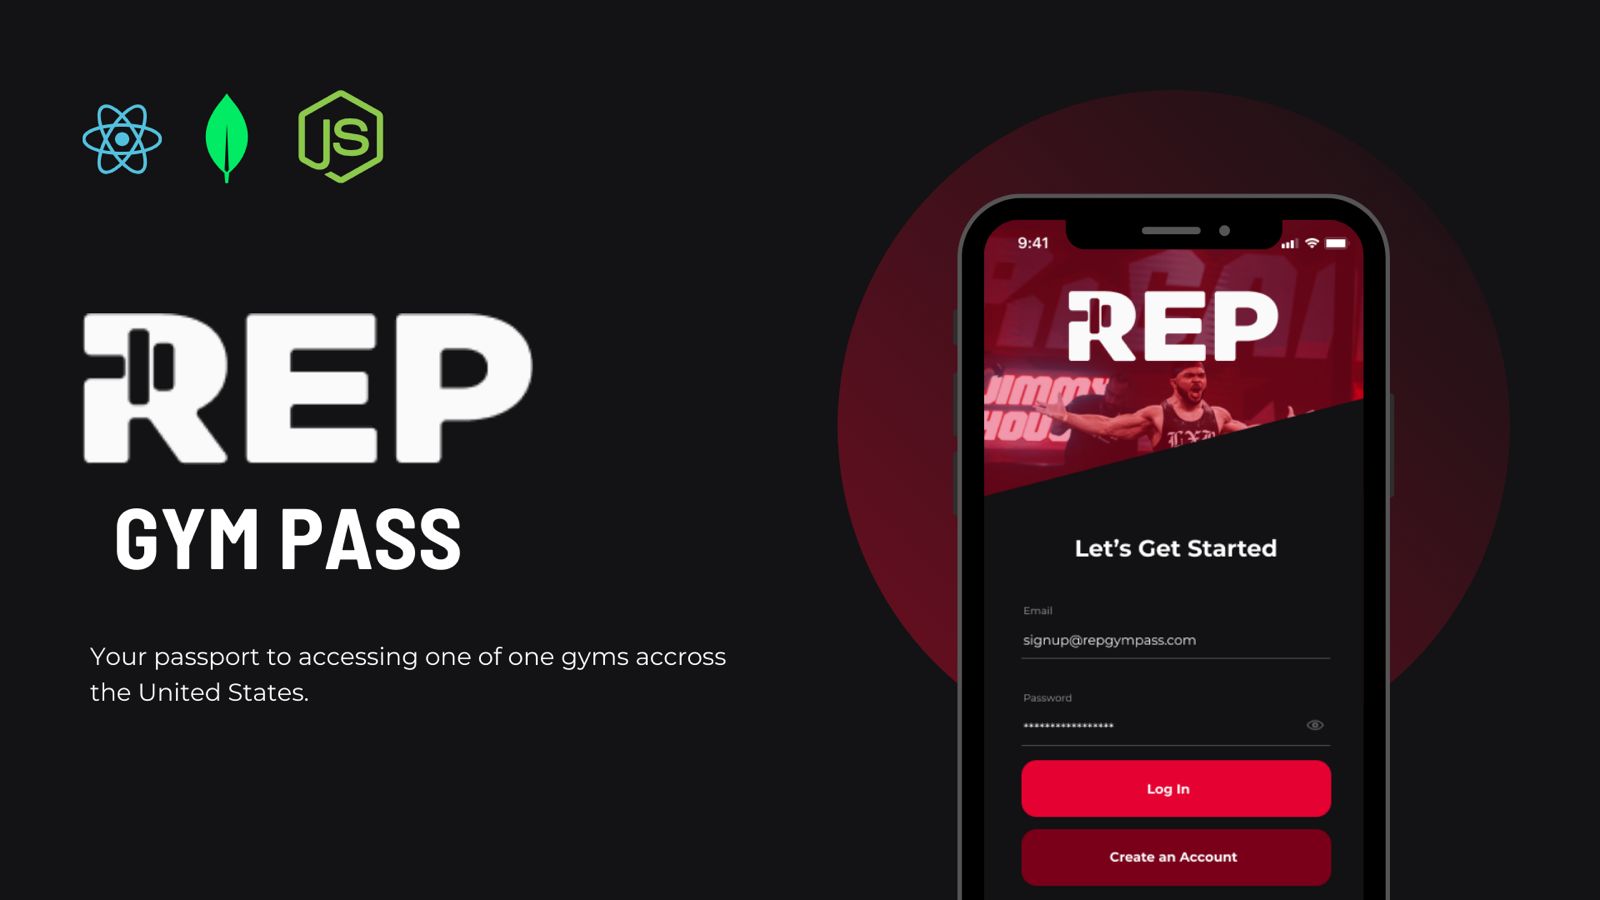 JS
REP
GYM PASS
Your passport to accessing one of one gyms accross
the United States.
9:41
REP
JIMMY
HOU
Let’s Get Started
Email
signup@repgympass.com
Password
*****************
Log In
Create an Account